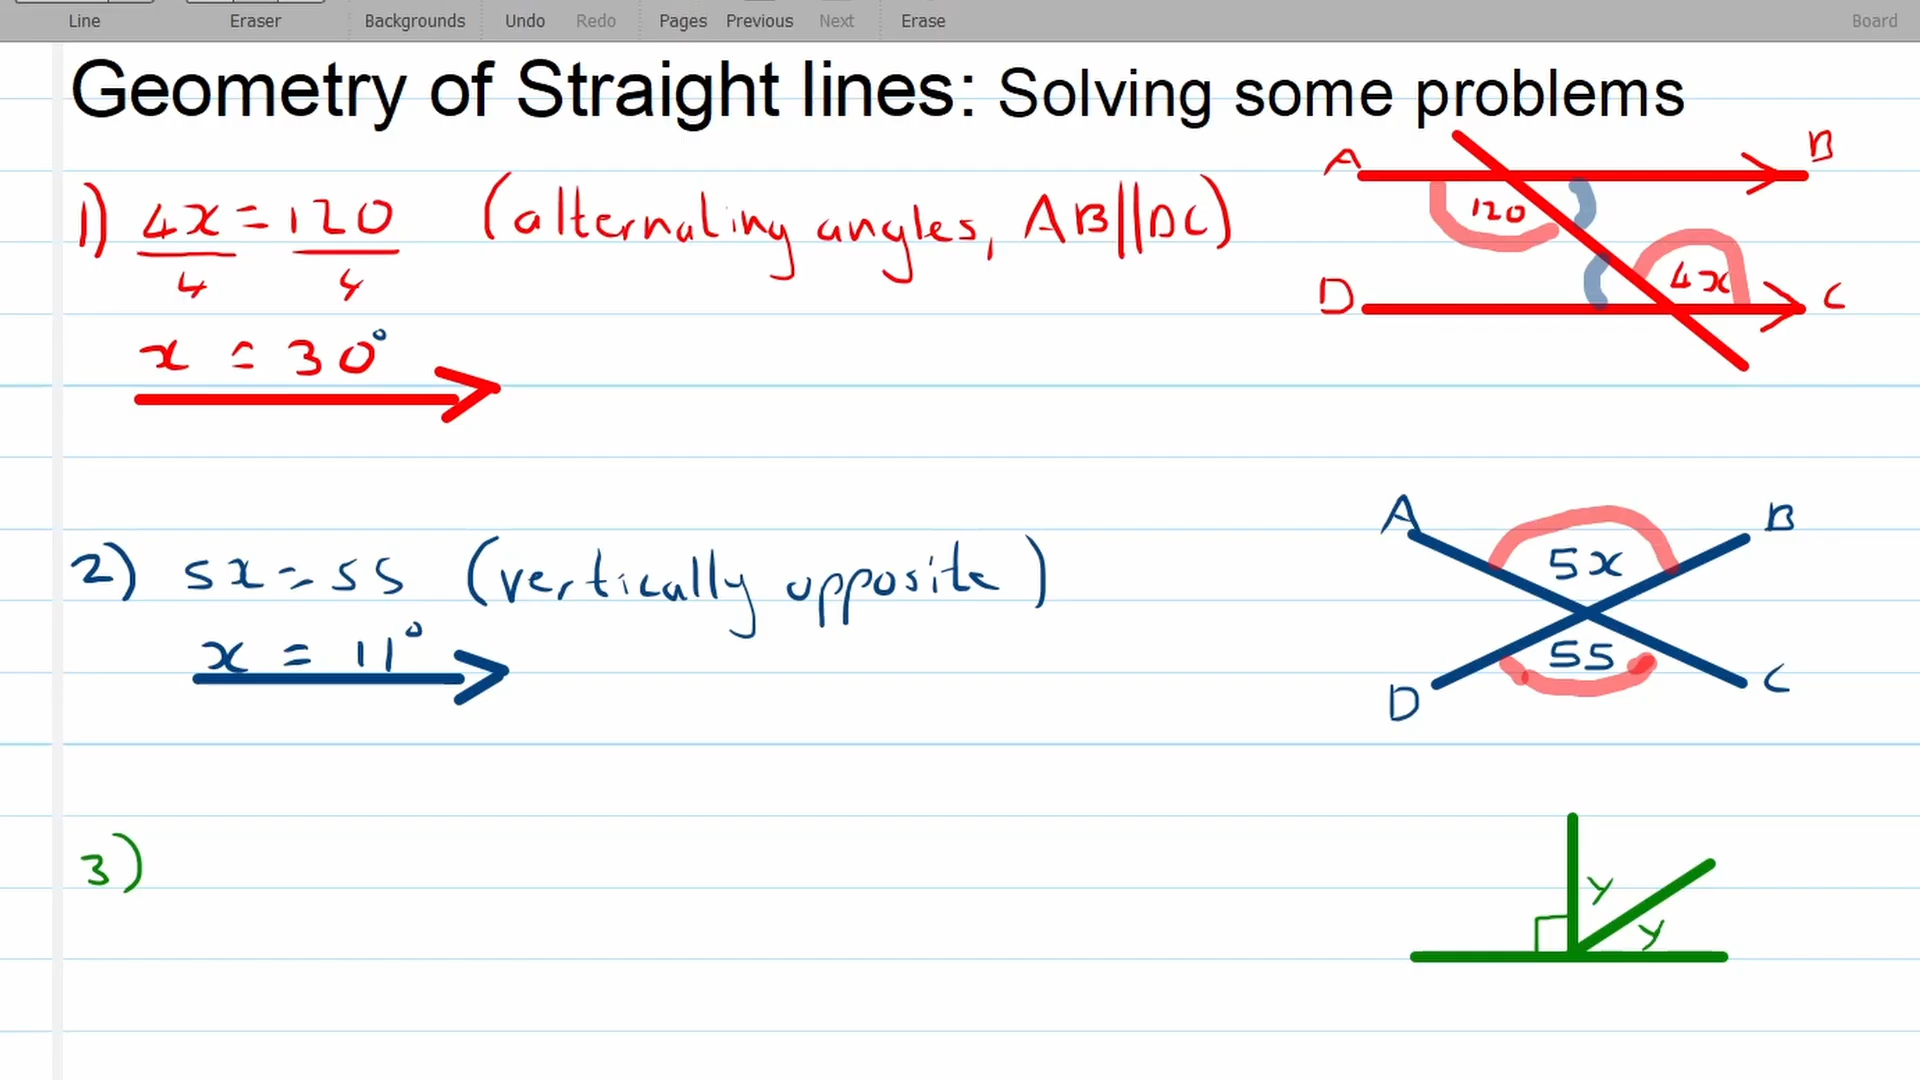 Line Eraser Backgrounds Undo Redo Pages Previous Next Erase Board
Geometry of Straight lines: Solving some problems
A B
1) 4x = 120 (alternating angles, AB||DC) 120
4 4 D 4x C
x = 30°
A B
2) 5x = 55 (vertically opposite) 5x
x = 11° 55
D C
3) y
y